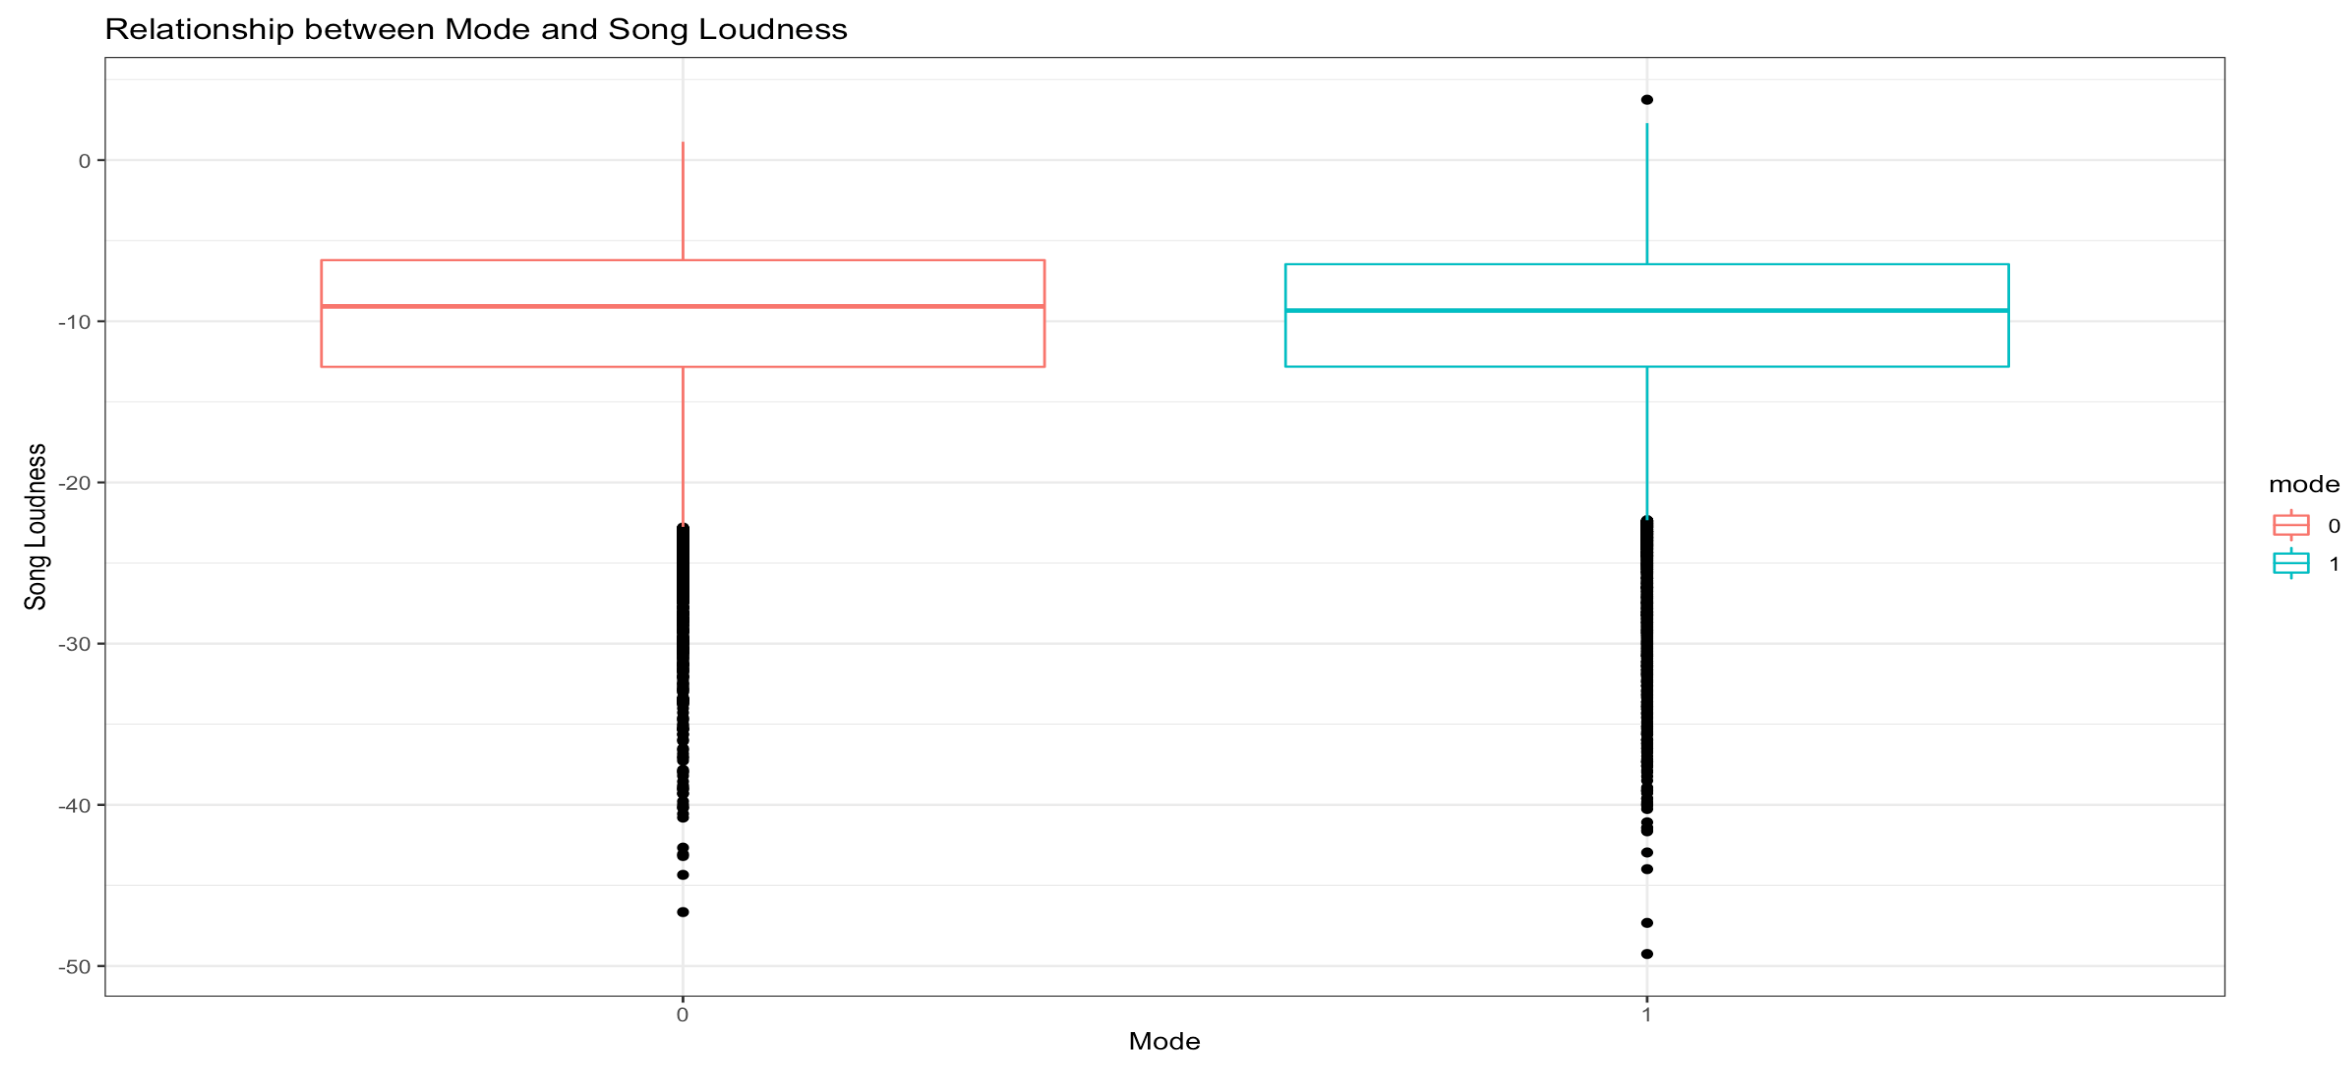 Relationship between Mode and Song Loudness
0
-10
-20
-30
-40
-50
Song Loudness
0
1
Mode
mode
0
1